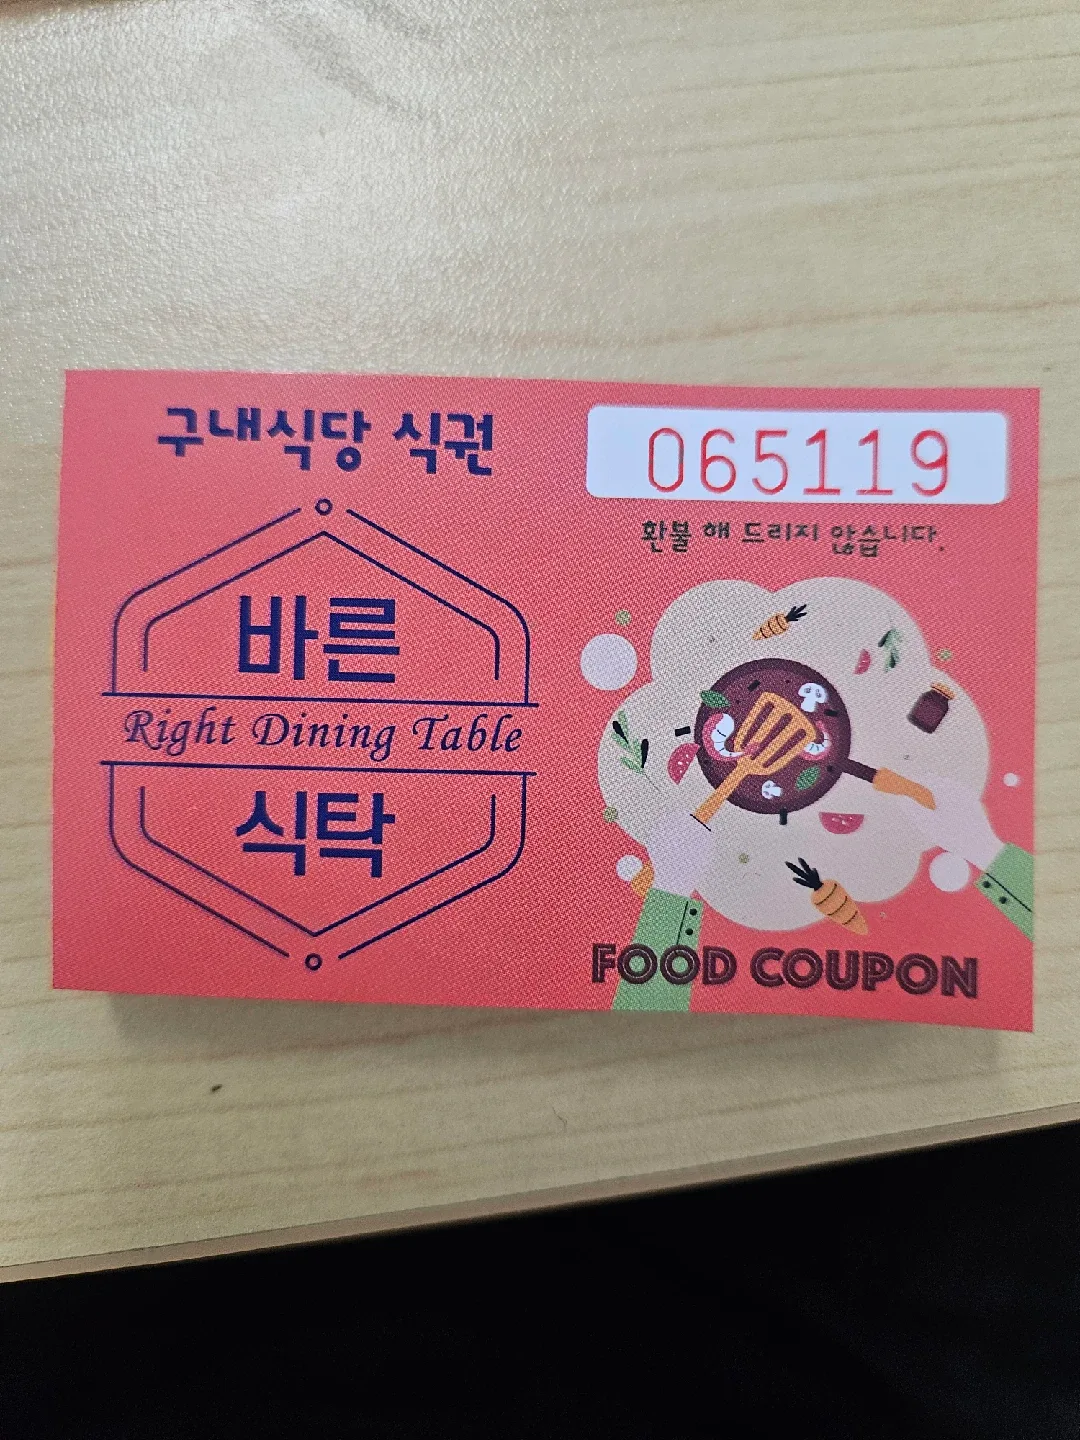 구내식당 식권
바른
Right Dining Table
식탁
065119
환불 해 드리지 않습니다.
FOOD COUPON